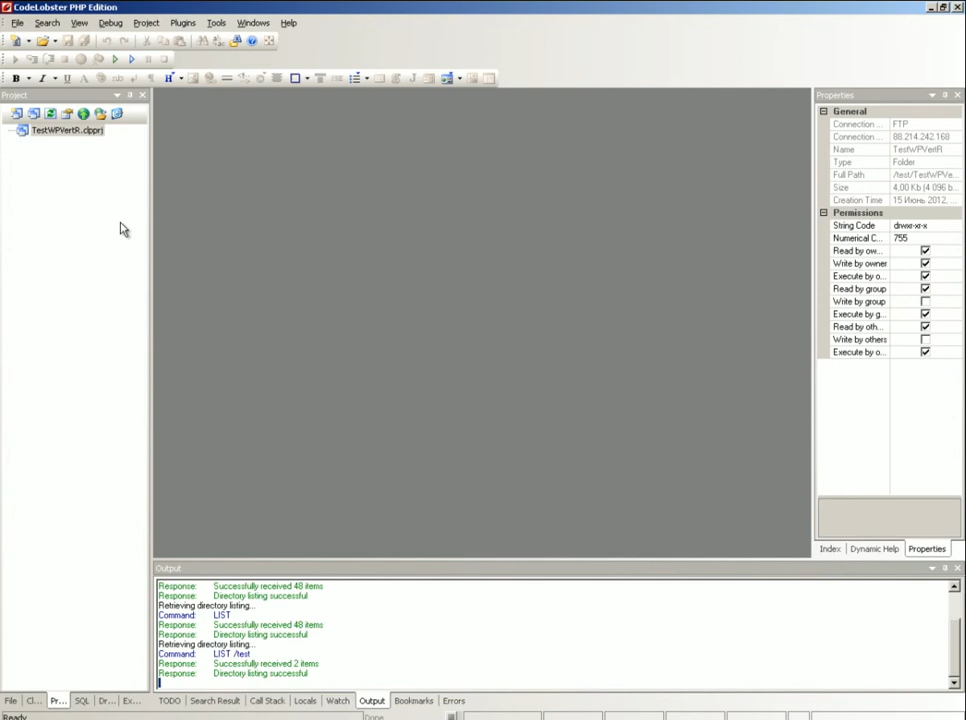 CodeLobster PHP Edition
File Search View Debug Project Plugins Tools Windows Help
Project
TestWPVertR.clpprj
Properties
General
Connection ... FTP
Connection ... 88.214.242.168
Name TestWPVertR
Type Folder
Full Path /test/TestWPVe...
Size 4,00 Kb (4 096 b...
Creation Time 15 Июнь 2012, ...
Permissions
String Code drwxr-xr-x
Numerical C... 755
Read by ow...
Write by owner
Execute by o...
Read by group
Write by group
Execute by g...
Read by oth...
Write by others
Execute by o...
Index Dynamic Help Properties
Output
Response: Successfully received 48 items
Response: Directory listing successful
Retrieving directory listing...
Command: LIST
Response: Successfully received 48 items
Response: Directory listing successful
Retrieving directory listing...
Command: LIST /test
Response: Successfully received 2 items
Response: Directory listing successful
File Cl... Pr... SQL Dr... Ex...
TODO Search Result Call Stack Locals Watch Output Bookmarks Errors
Ready Done